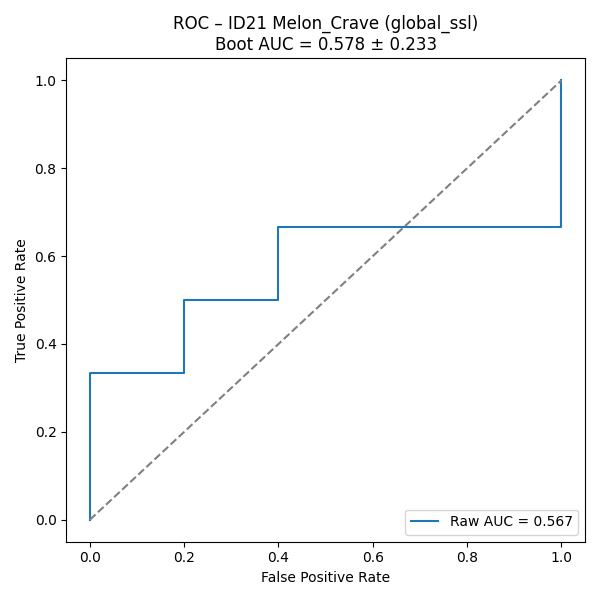 ROC – ID21 Melon_Crave (global_ssl)
Boot AUC = 0.578 ± 0.233
1.0
0.8
0.6
0.4
0.2
0.0
True Positive Rate
Raw AUC = 0.567
0.0 0.2 0.4 0.6 0.8 1.0
False Positive Rate